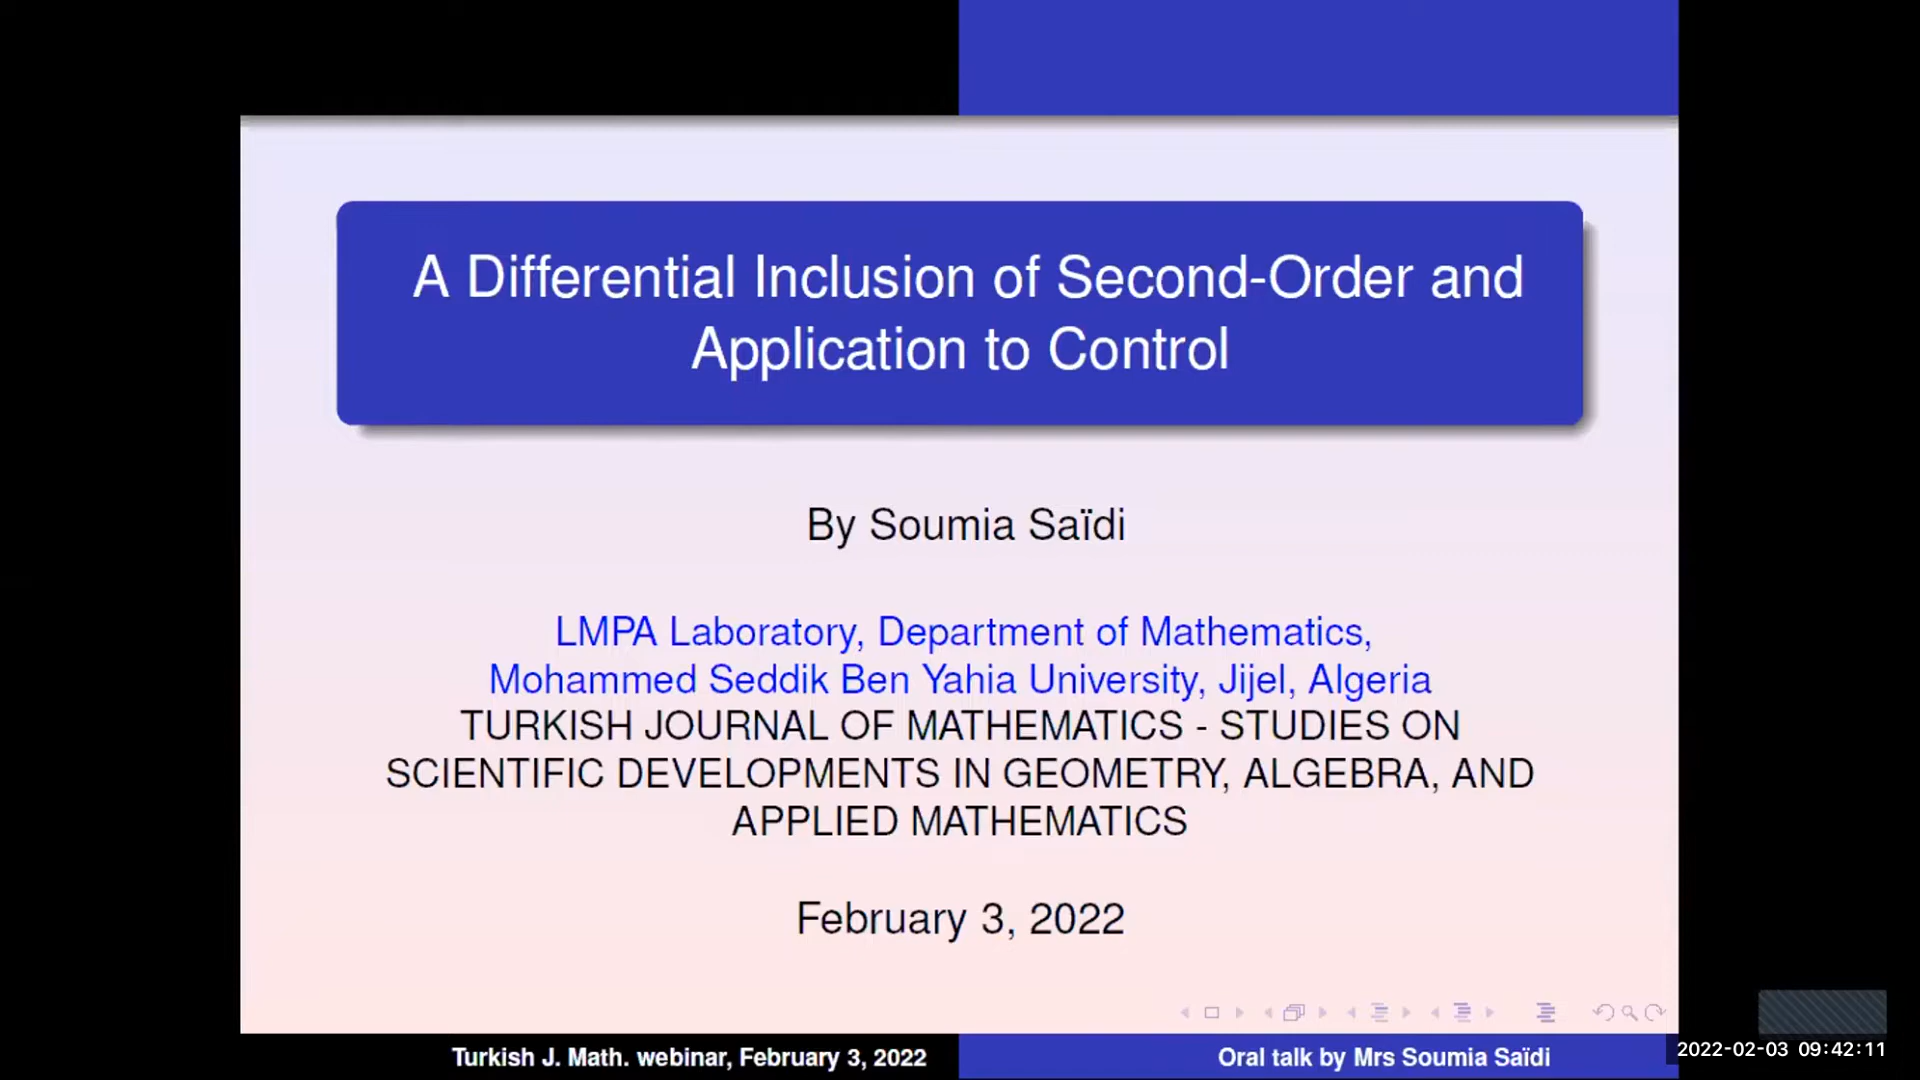 A Differential Inclusion of Second-Order and
Application to Control
By Soumia Saïdi
LMPA Laboratory, Department of Mathematics,
Mohammed Seddik Ben Yahia University, Jijel, Algeria
TURKISH JOURNAL OF MATHEMATICS - STUDIES ON
SCIENTIFIC DEVELOPMENTS IN GEOMETRY, ALGEBRA, AND
APPLIED MATHEMATICS
February 3, 2022
Turkish J. Math. webinar, February 3, 2022
Oral talk by Mrs Soumia Saïdi
2022-02-03 09:42:11